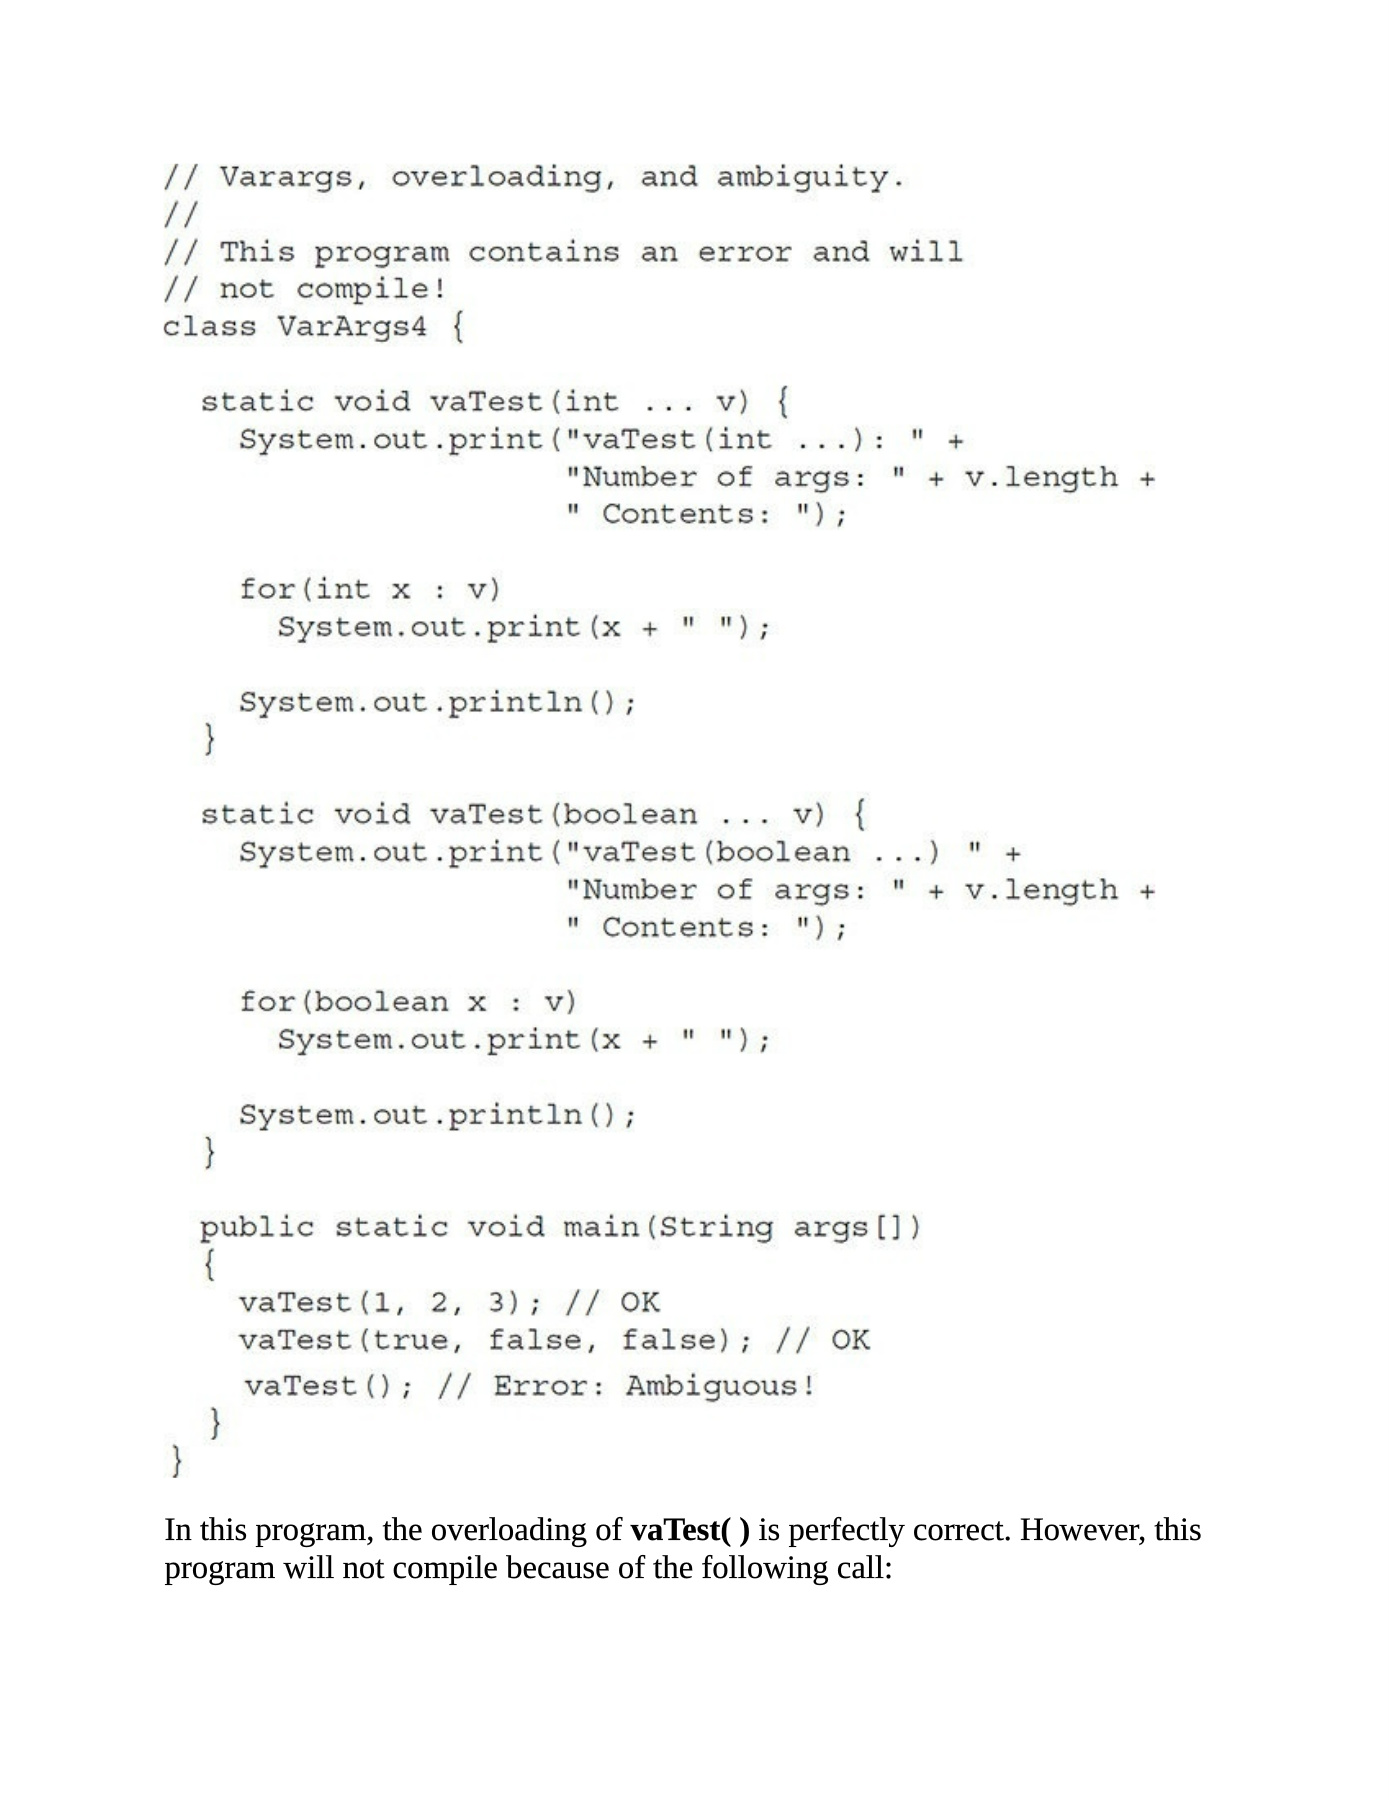 // Varargs, overloading, and ambiguity.
//
// This program contains an error and will
// not compile!
class VarArgs4 {
static void vaTest(int ... v) {
System.out.print("vaTest(int ...): " +
"Number of args: " + v.length +
" Contents: ");
for(int x : v)
System.out.print(x + " ");
System.out.println();
}
static void vaTest(boolean ... v) {
System.out.print("vaTest(boolean ...) " +
"Number of args: " + v.length +
" Contents: ");
for(boolean x : v)
System.out.print(x + " ");
System.out.println();
}
public static void main(String args[])
{
vaTest(1, 2, 3); // OK
vaTest(true, false, false); // OK
vaTest(); // Error: Ambiguous!
}
}
In this program, the overloading of vaTest( ) is perfectly correct. However, this
program will not compile because of the following call: